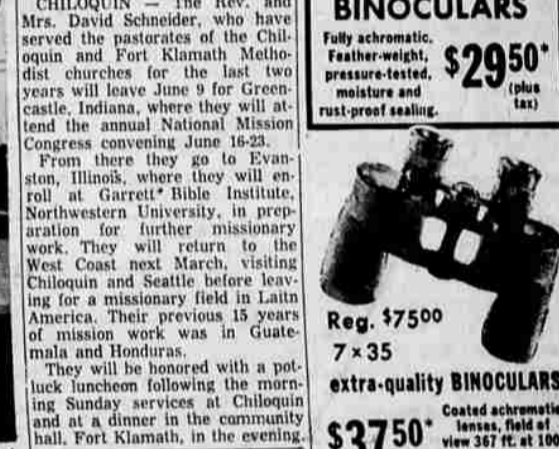 CHILOQUIN — The Rev. and
Mrs. David Schneider, who have
served the pastorates of the Chil-
oquin and Fort Klamath Metho-
dist churches for the last two
years will leave June 9 for Green-
castle, Indiana, where they will at-
tend the annual National Mission
Congress convening June 16-23.
From there they go to Evan-
ston, Illinois, where they will en-
roll at Garrett Bible Institute,
Northwestern University, in prep-
aration for further missionary
work. They will return to the
West Coast next March, visiting
Chiloquin and Seattle before leav-
ing for a missionary field in Laitn
America. Their previous 15 years
of mission work was in Guate-
mala and Honduras.
They will be honored with a pot-
luck luncheon following the morn-
ing Sunday services at Chiloquin
and at a dinner in the community
hall, Fort Klamath, in the evening.
BINOCULARS
Fully achromatic.
Feather-weight,
pressure-tested,
moisture and
rust-proof sealing.
$2950*
(plus
tax)
Reg. $7500
7 x 35
extra-quality BINOCULARS
$3750*
Coated achromatic
lenses, field of
view 367 ft. at 100